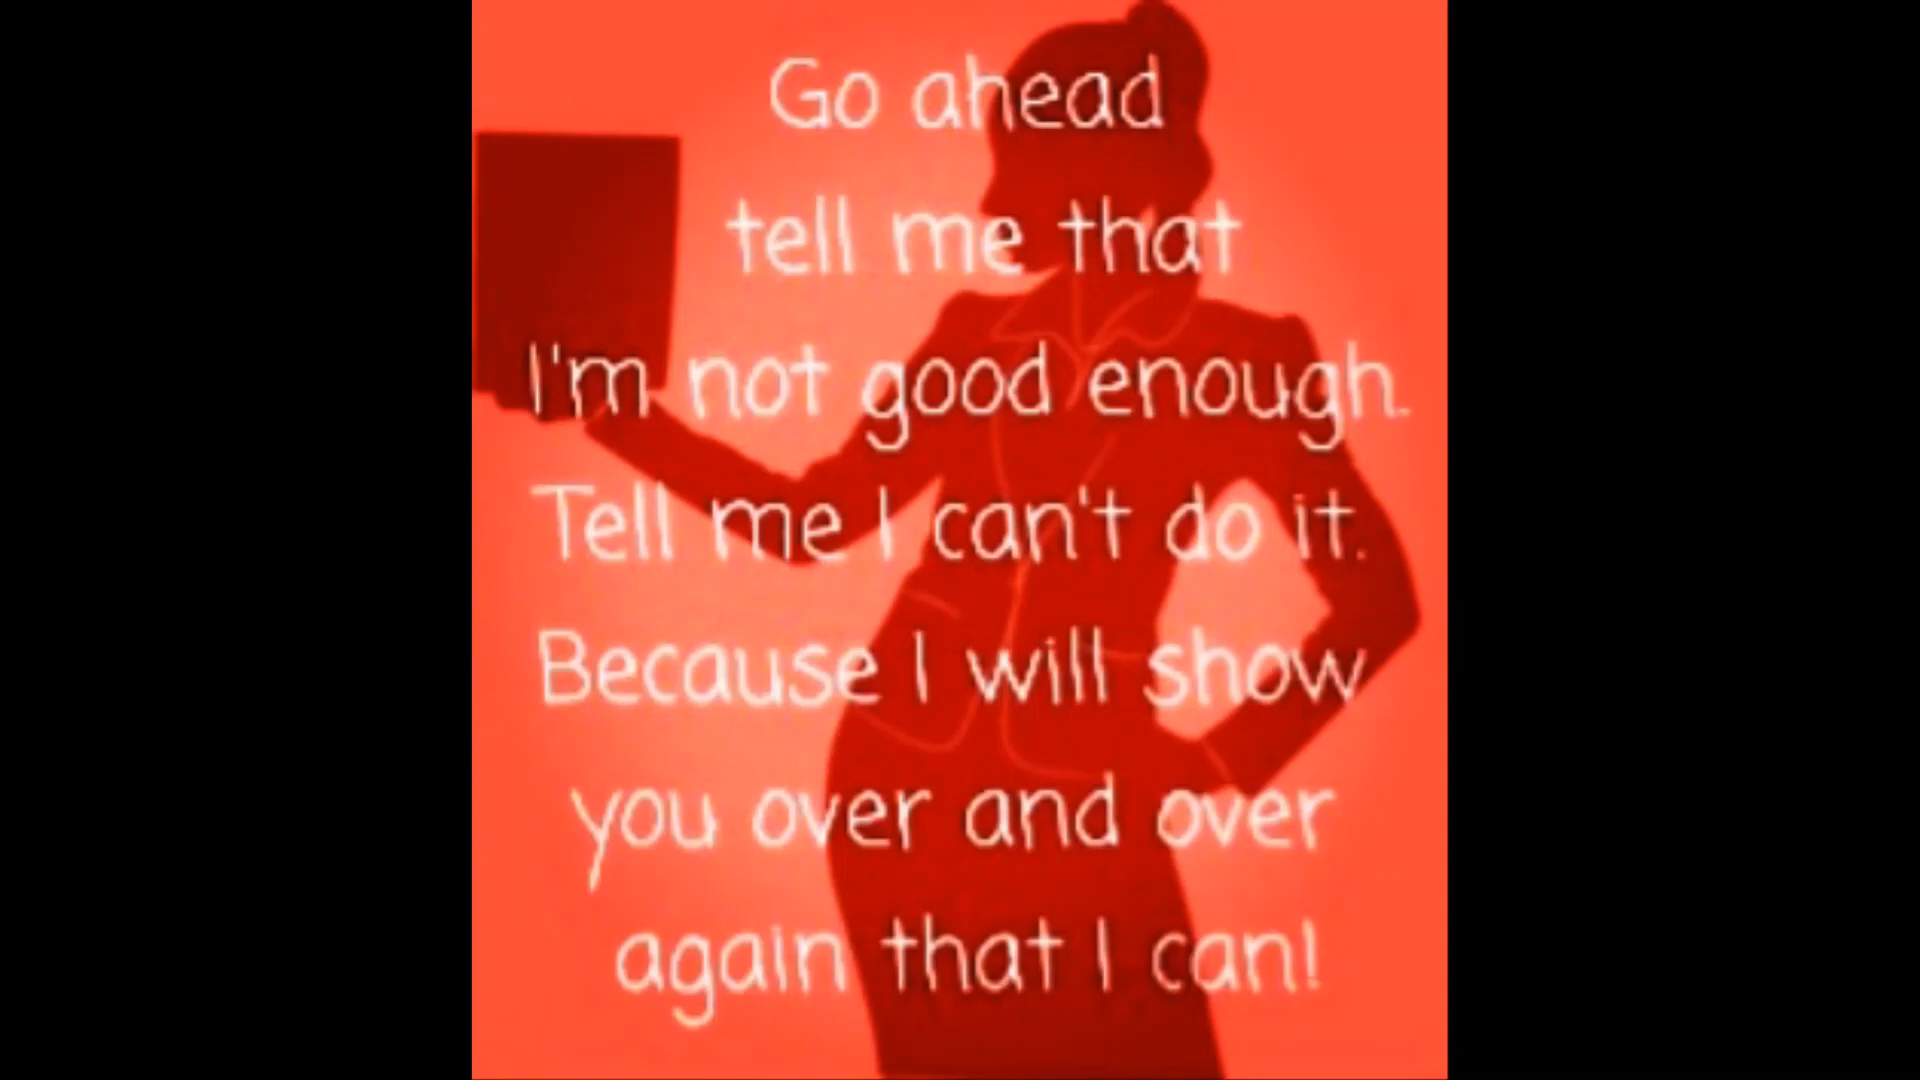 Go ahead
tell me that
I'm not good enough.
Tell me I can't do it.
Because I will show
you over and over
again that I can!